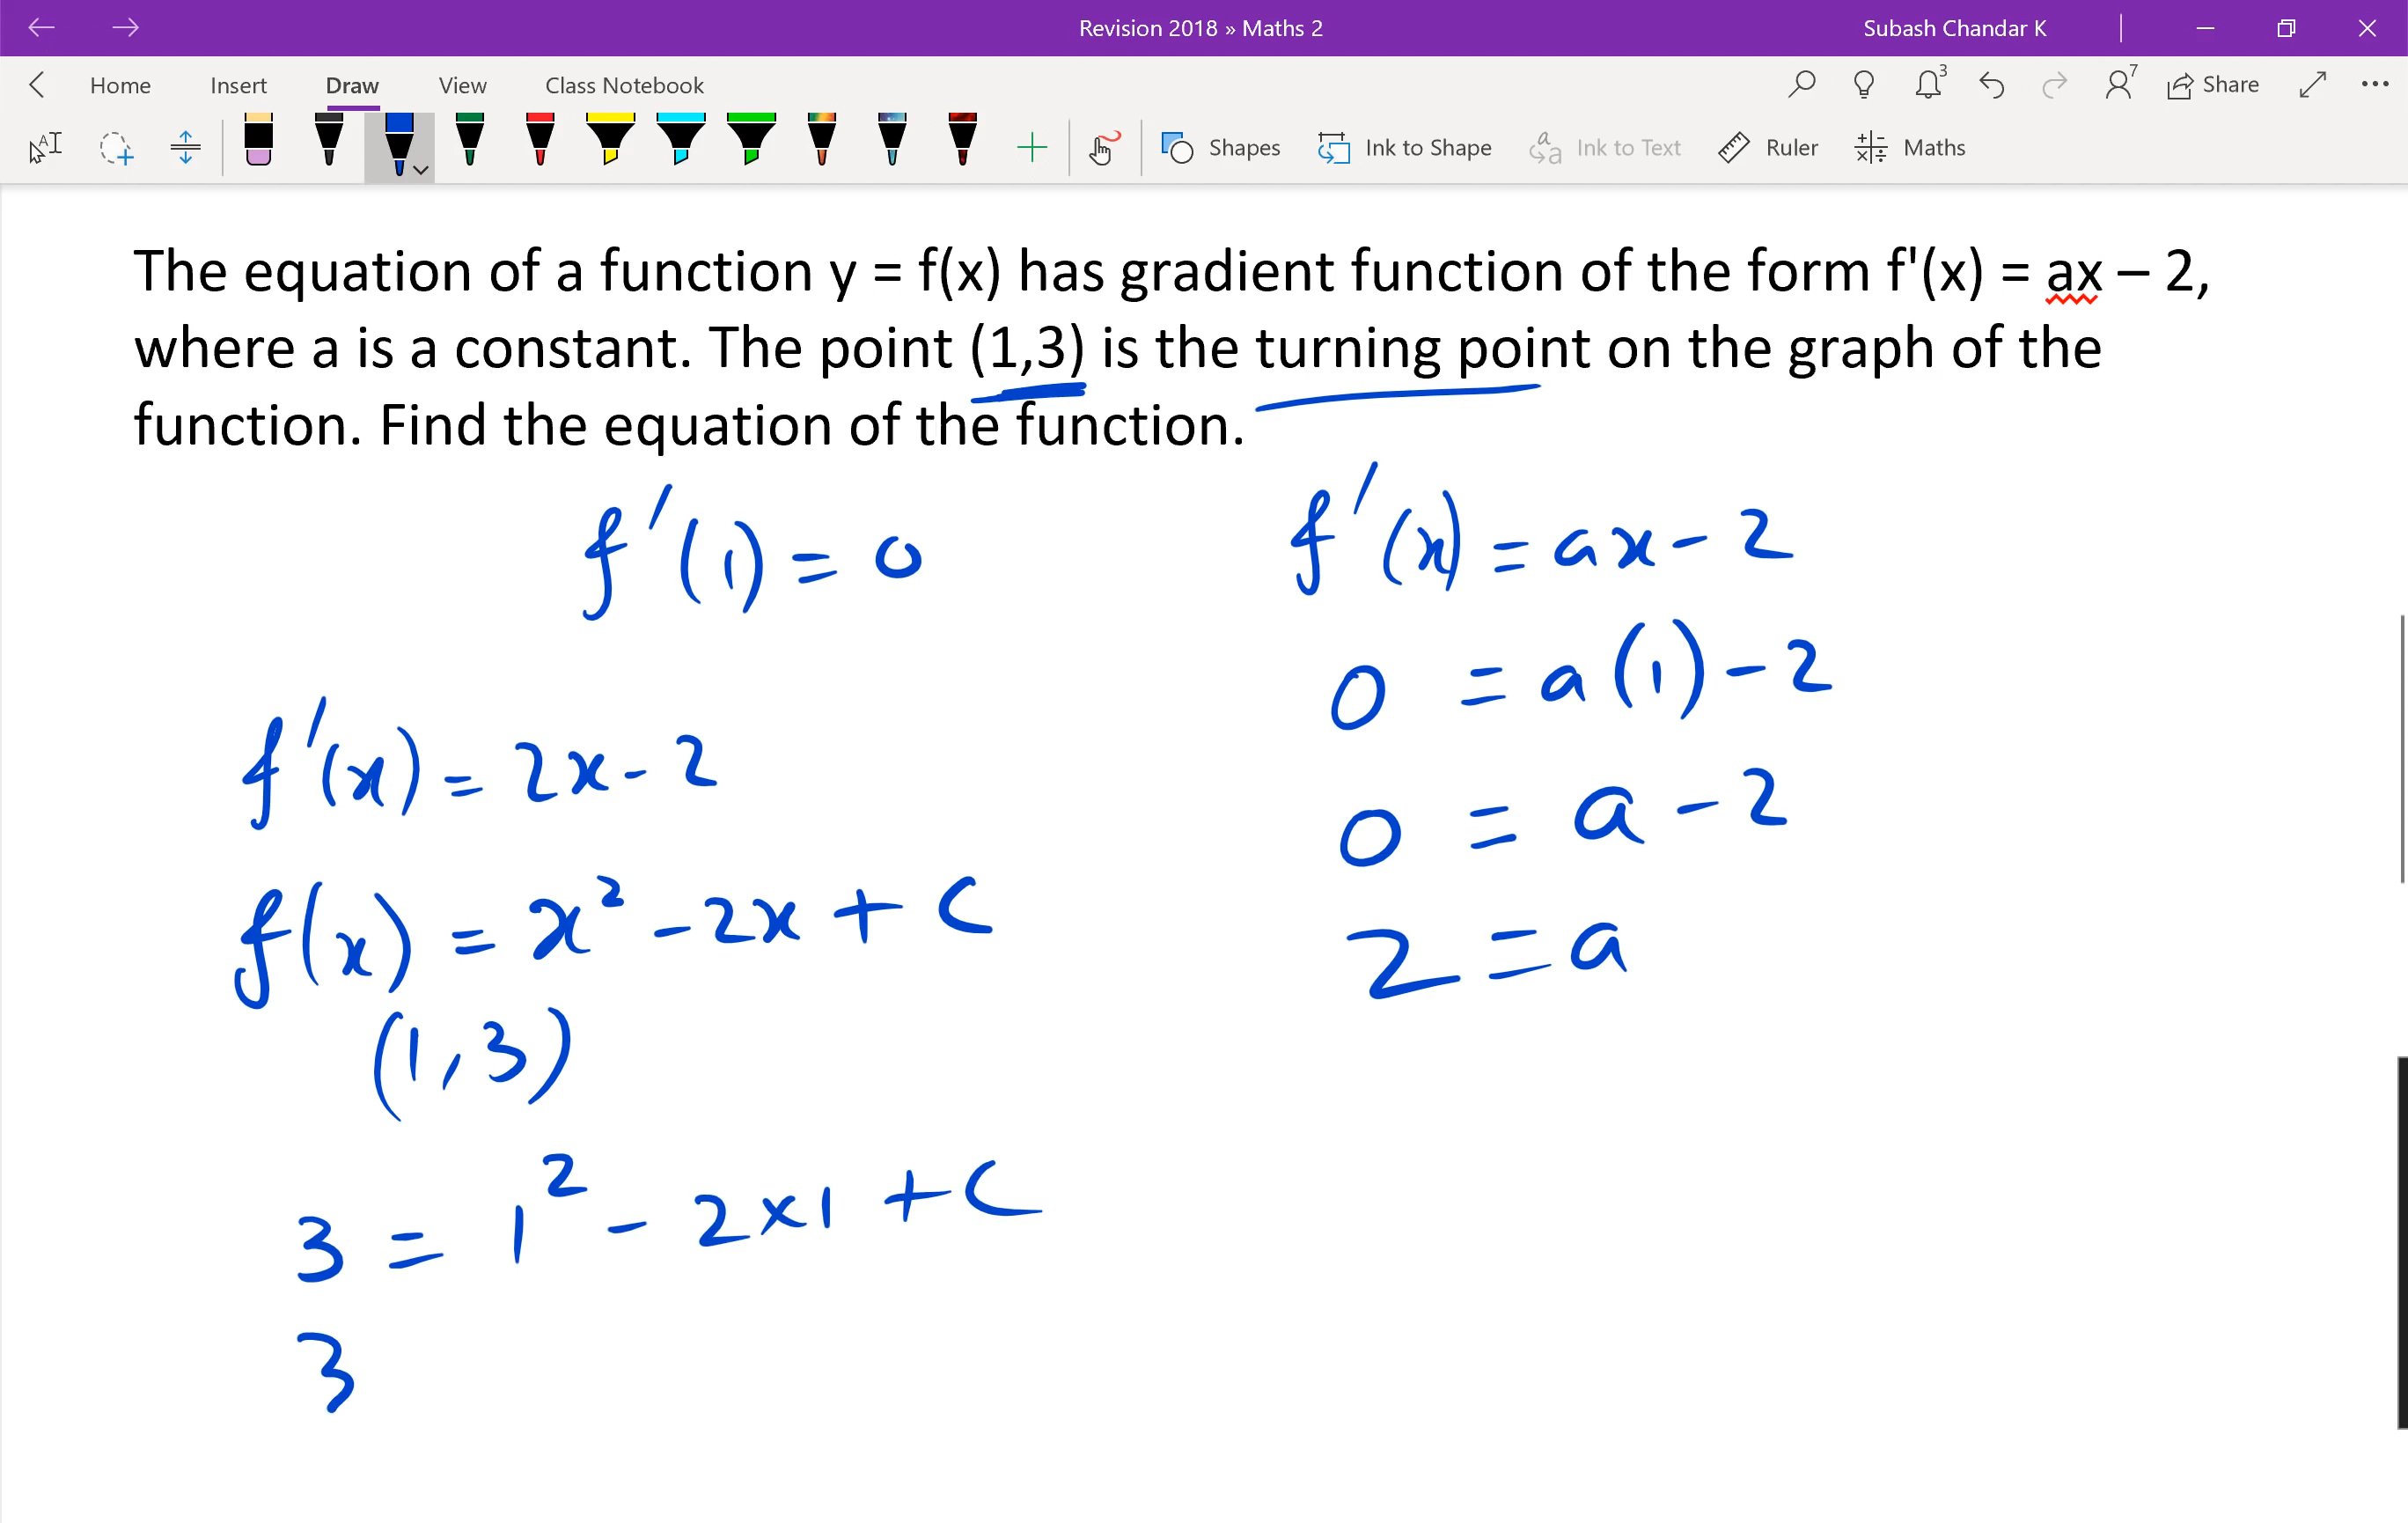 Revision 2018 » Maths 2
Subash Chandar K
Home Insert Draw View Class Notebook
3
7
Share
Shapes Ink to Shape Ink to Text Ruler Maths
The equation of a function y = f(x) has gradient function of the form f'(x) = ax – 2,
where a is a constant. The point (1,3) is the turning point on the graph of the
function. Find the equation of the function.
f'(1) = 0
f'(x) = 2x - 2
f(x) = x² - 2x + C
(1,3)
3 = 1² - 2×1 + C
3
f'(x) = ax - 2
0 = a(1) - 2
0 = a - 2
2 = a